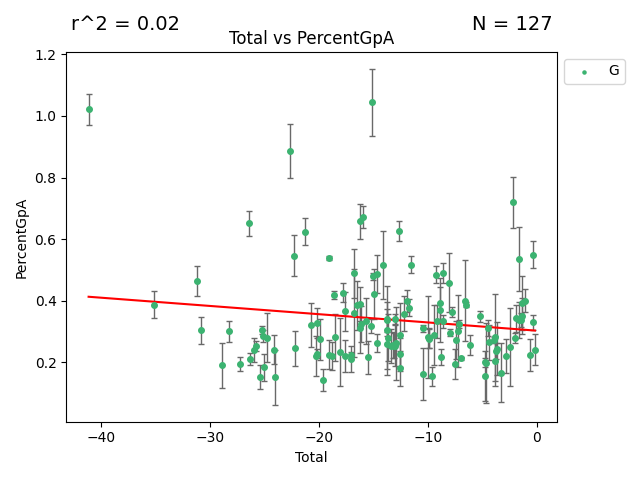 r^2 = 0.02
N = 127
Total vs PercentGpA
G
1.2
1.0
0.8
0.6
0.4
0.2
PercentGpA
−40
−30
−20
−10
0
Total